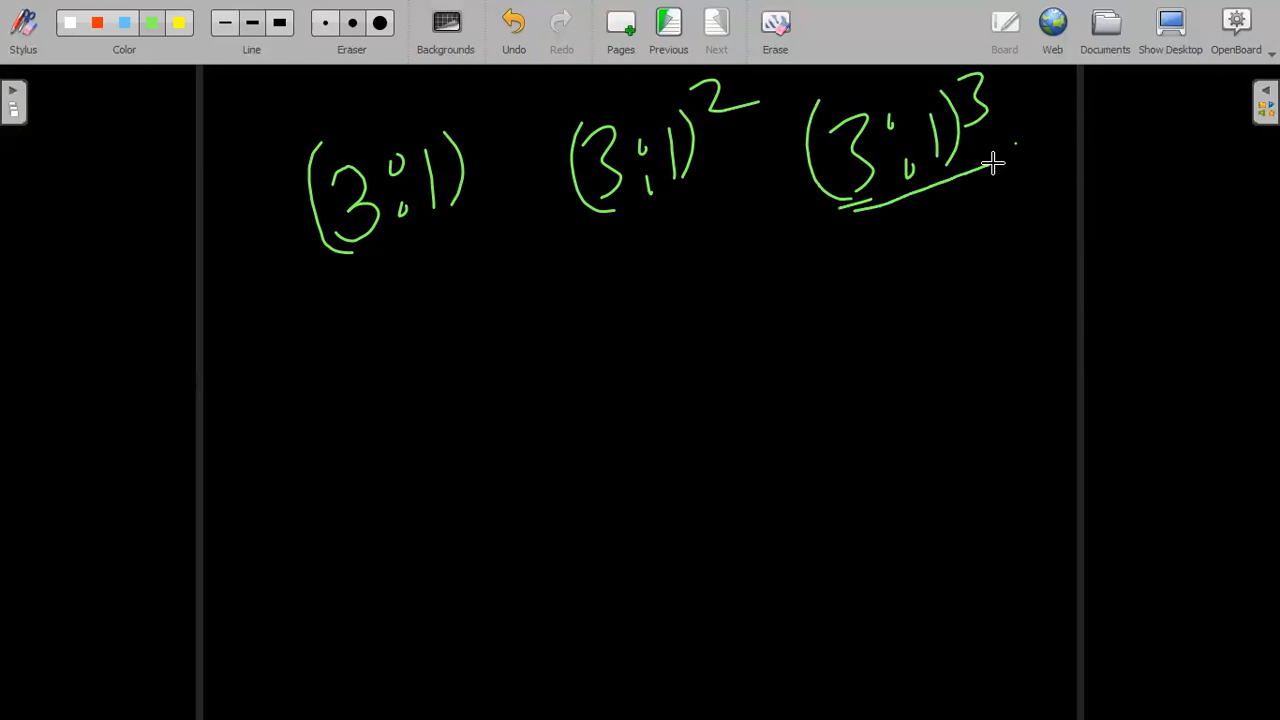 Stylus Color Line Eraser Backgrounds Undo Redo Pages Previous Next Erase Board Web Documents Show Desktop OpenBoard
(3:1) (3:1)² (3:1)³